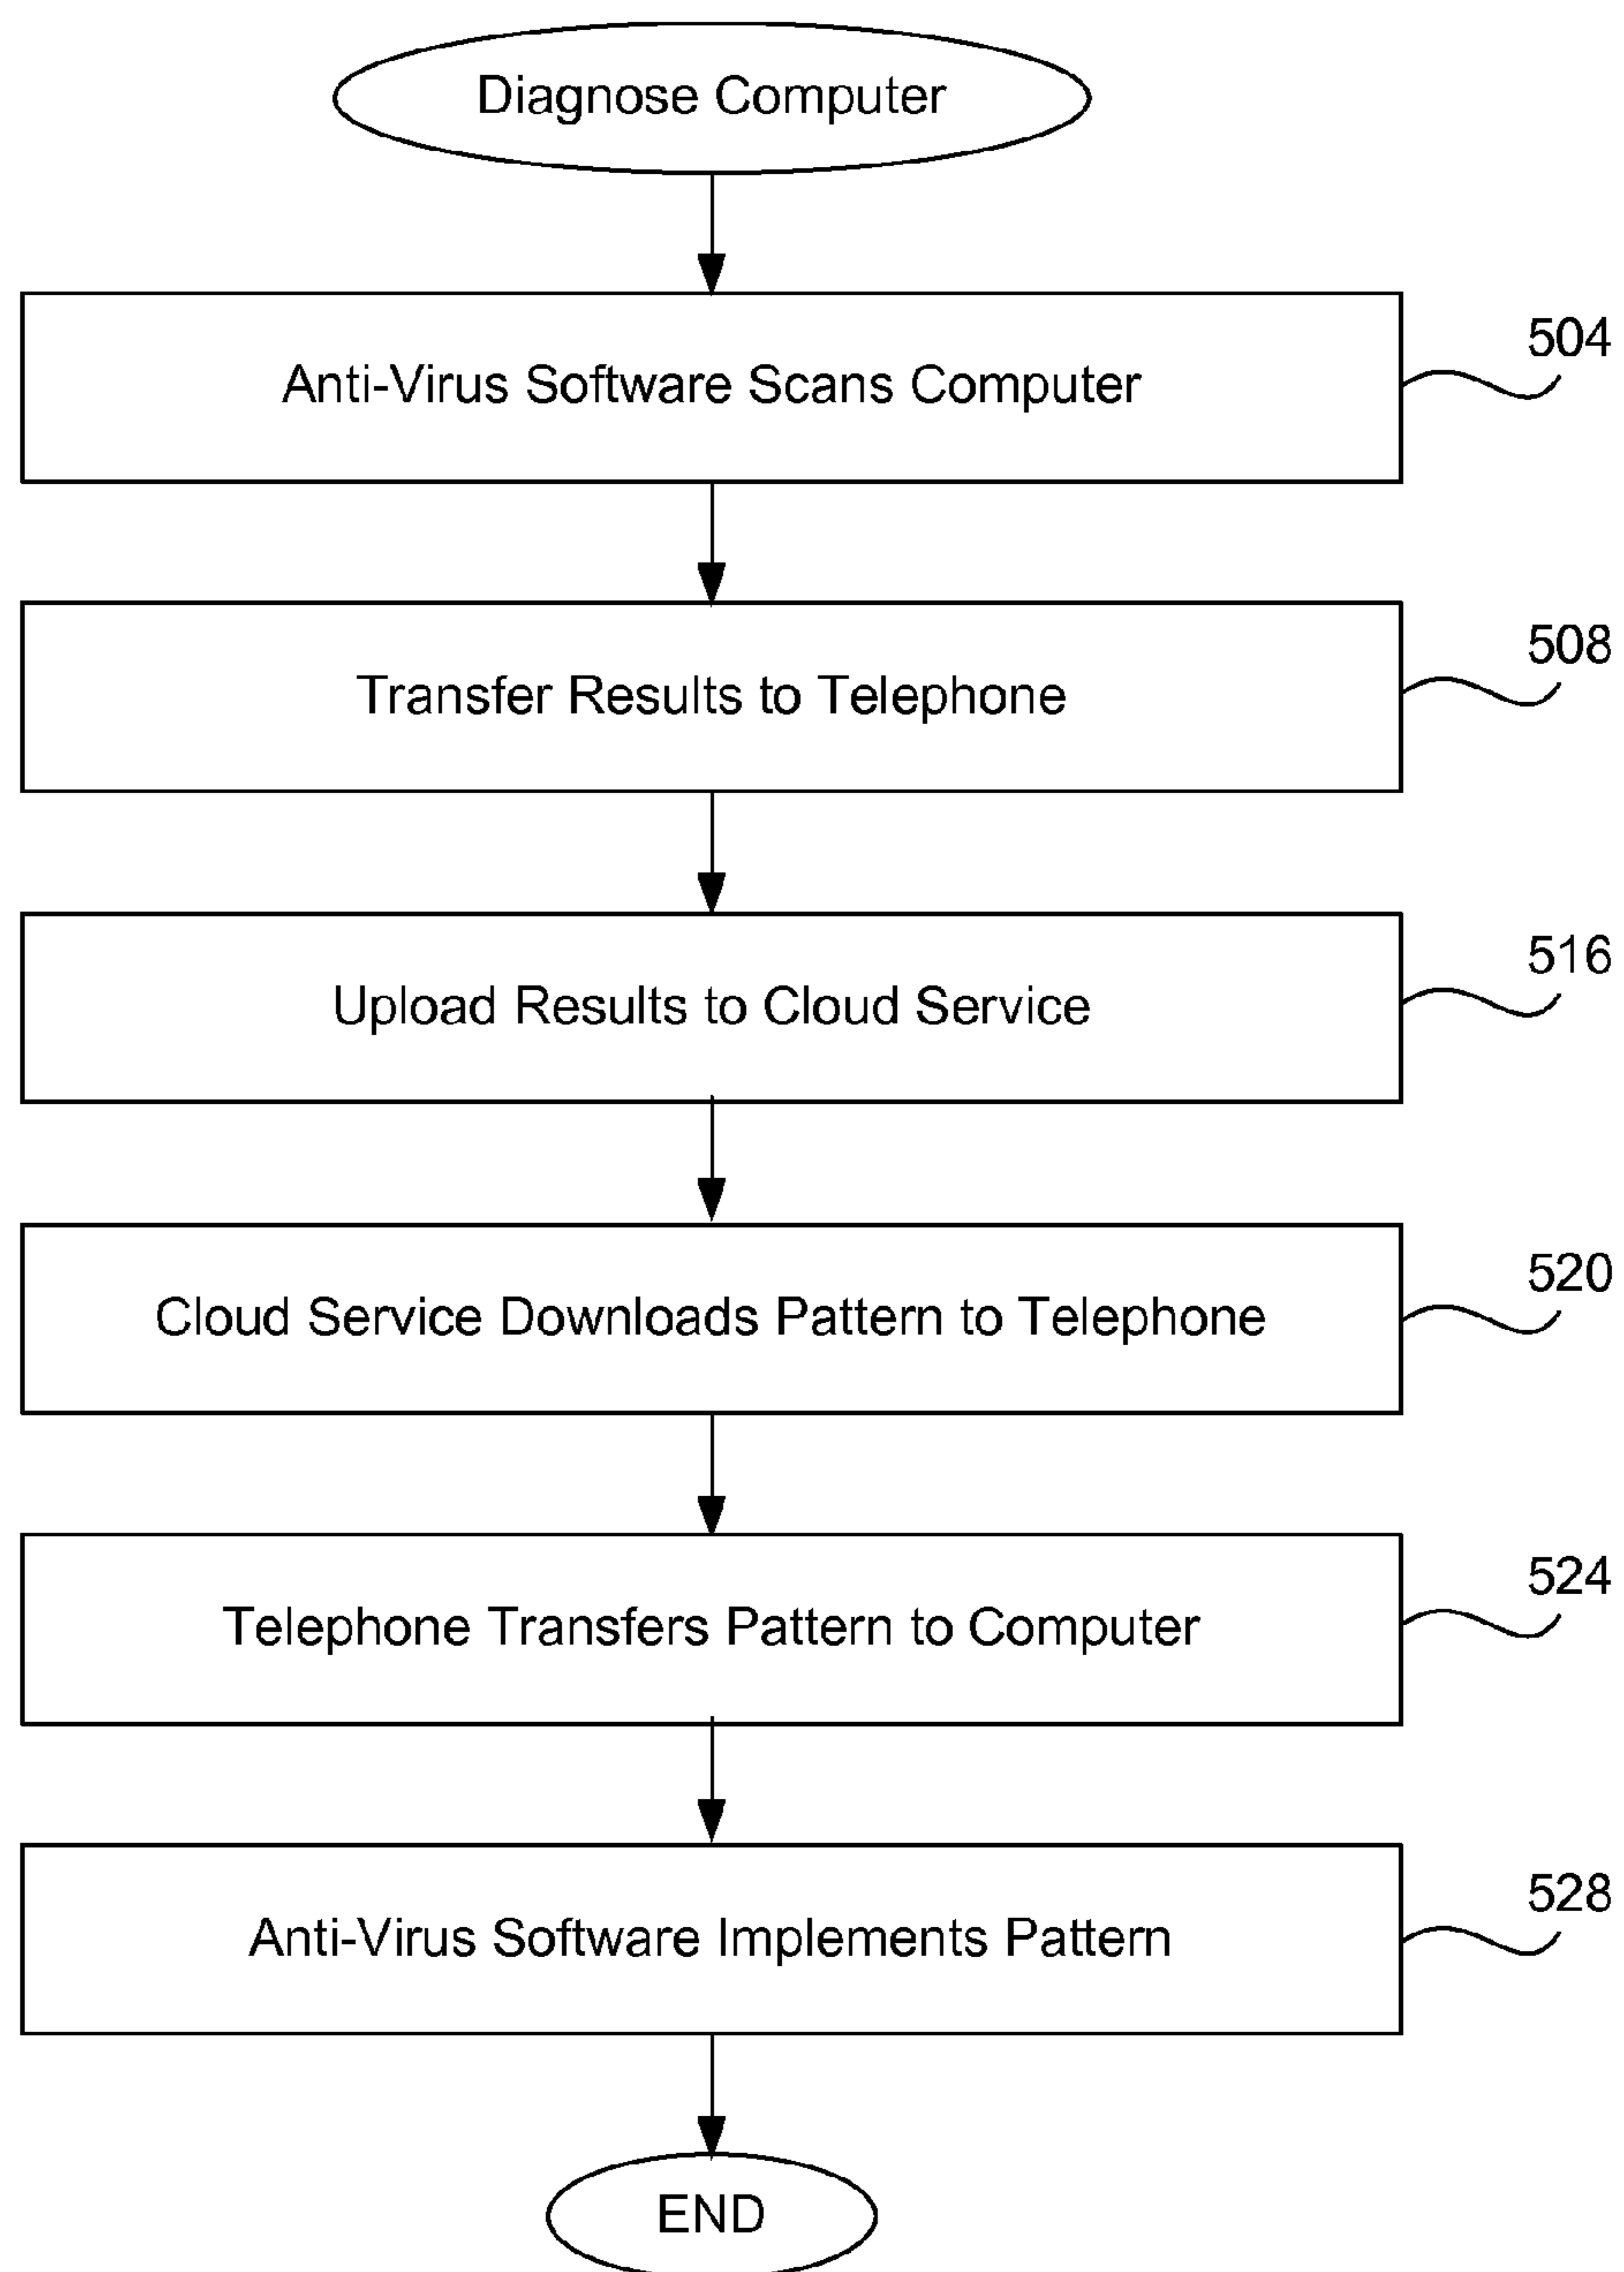 Diagnose Computer
Anti-Virus Software Scans Computer
504
Transfer Results to Telephone
508
Upload Results to Cloud Service
516
Cloud Service Downloads Pattern to Telephone
520
Telephone Transfers Pattern to Computer
524
Anti-Virus Software Implements Pattern
528
END